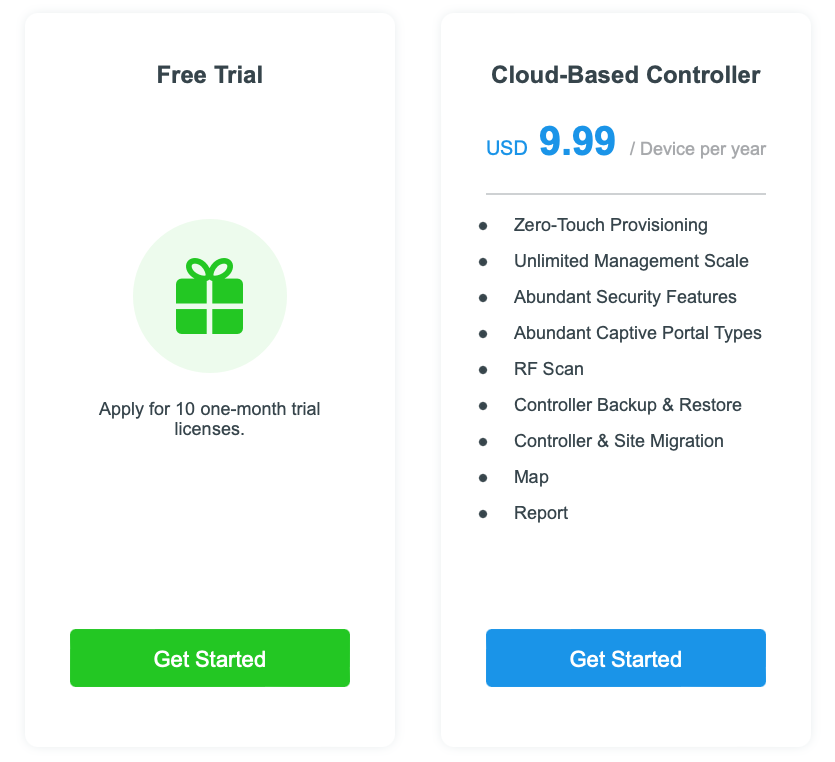 Free Trial
Apply for 10 one-month trial
licenses.
Get Started
Cloud-Based Controller
USD 9.99 / Device per year
Zero-Touch Provisioning
Unlimited Management Scale
Abundant Security Features
Abundant Captive Portal Types
RF Scan
Controller Backup & Restore
Controller & Site Migration
Map
Report
Get Started